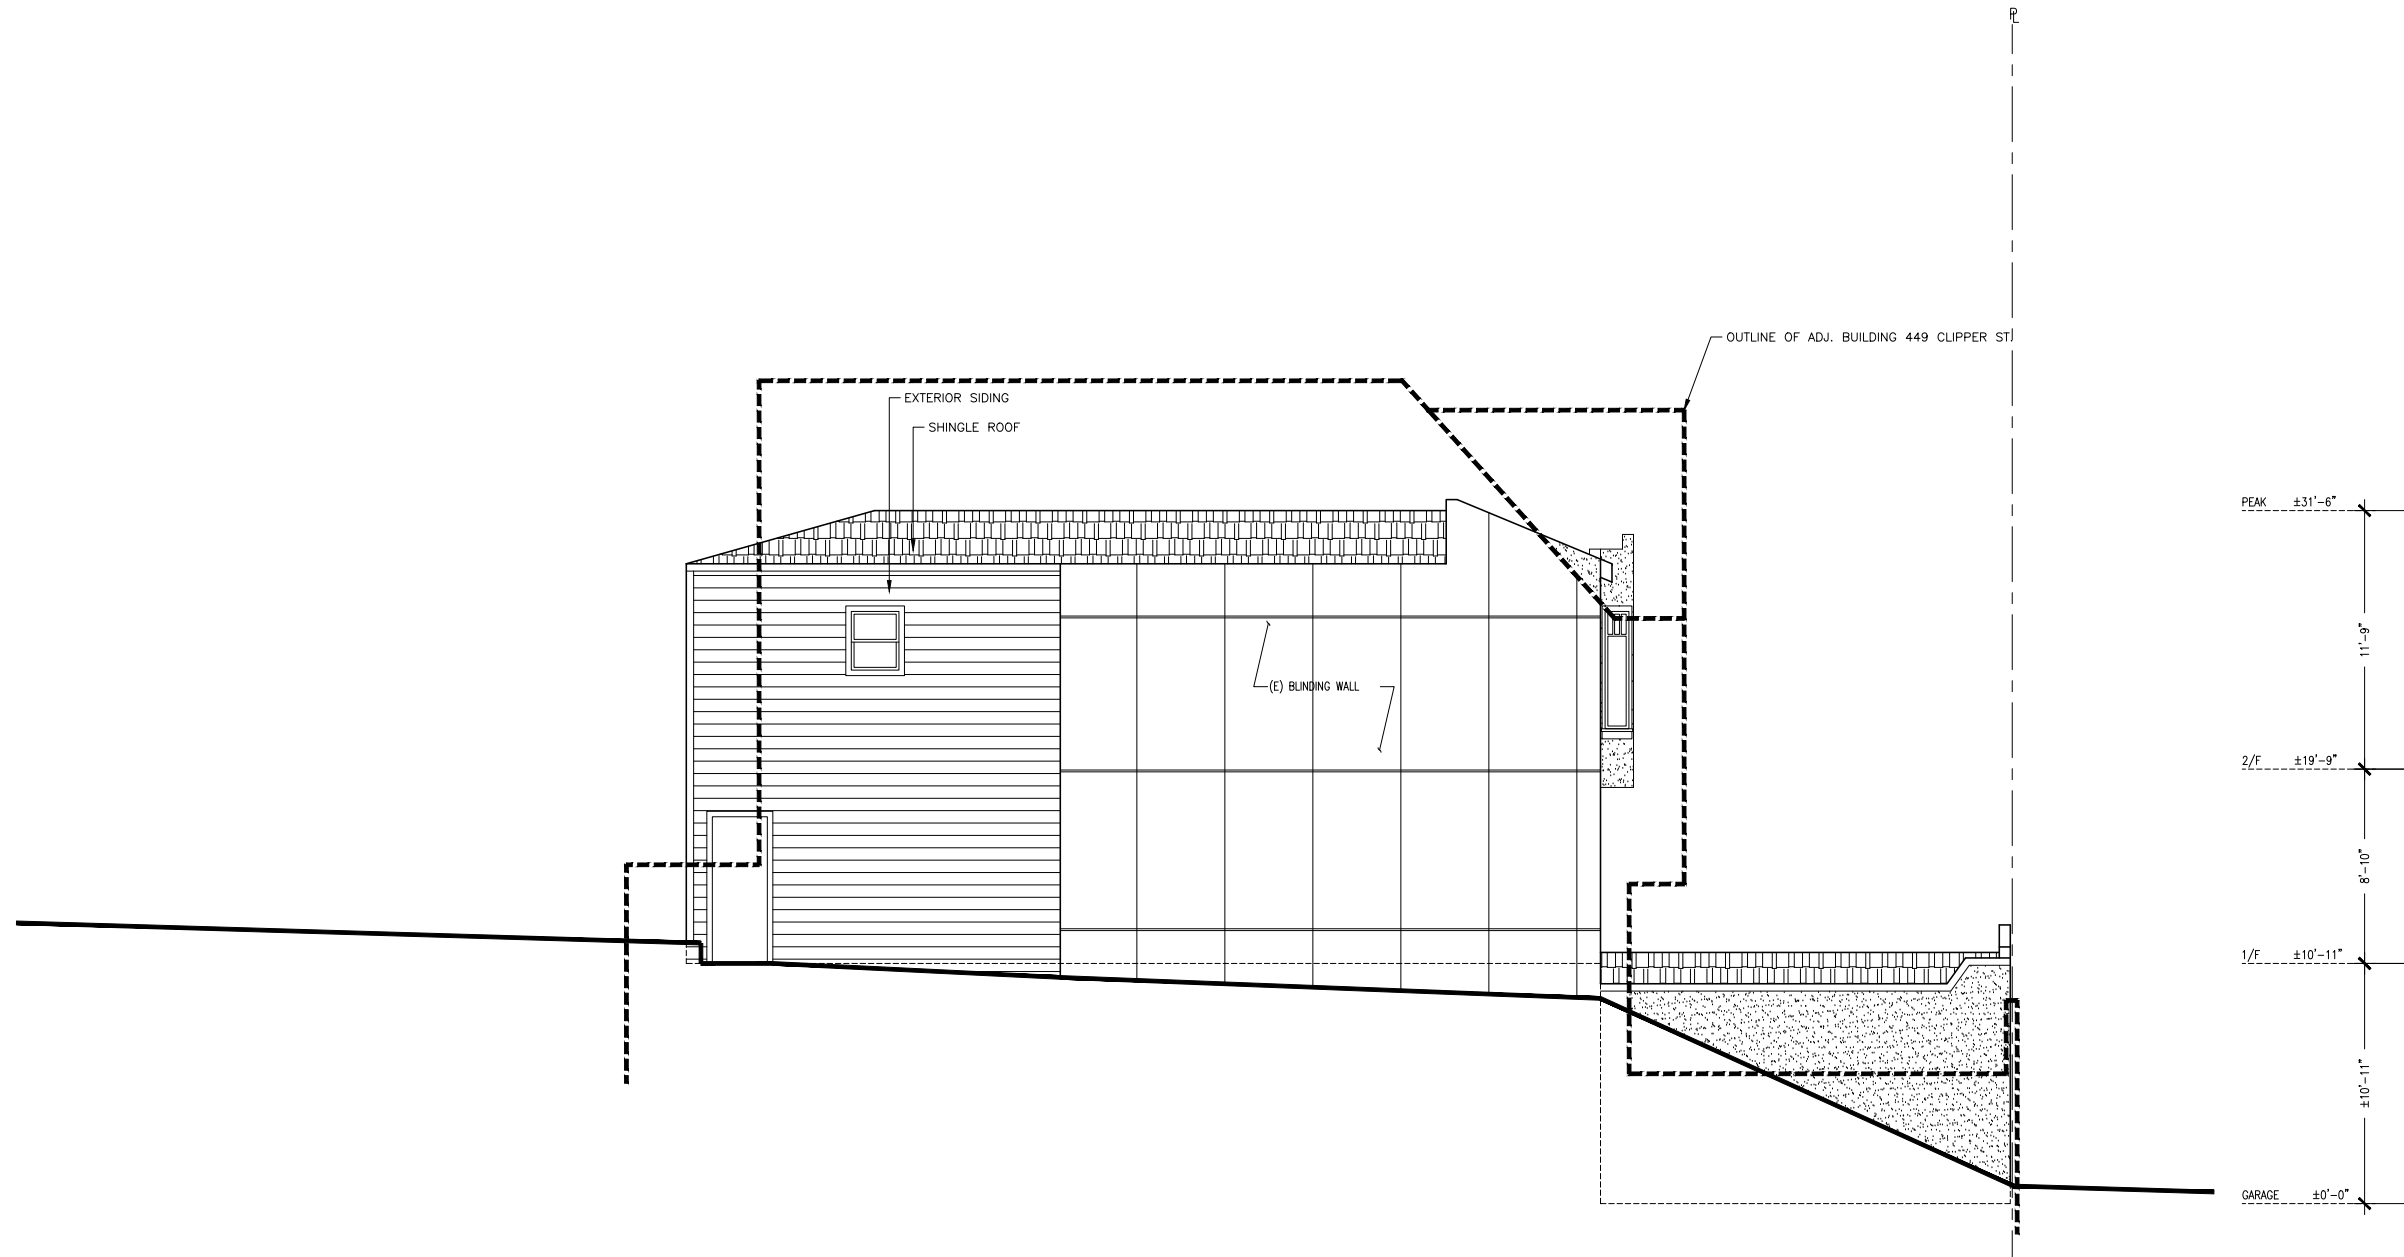 PL
OUTLINE OF ADJ. BUILDING 449 CLIPPER ST.
EXTERIOR SIDING
SHINGLE ROOF
PEAK ±31'-6"
11'-9"
(E) BLINDING WALL
2/F ±19'-9"
8'-10"
1/F ±10'-11"
±10'-11"
GARAGE ±0'-0"